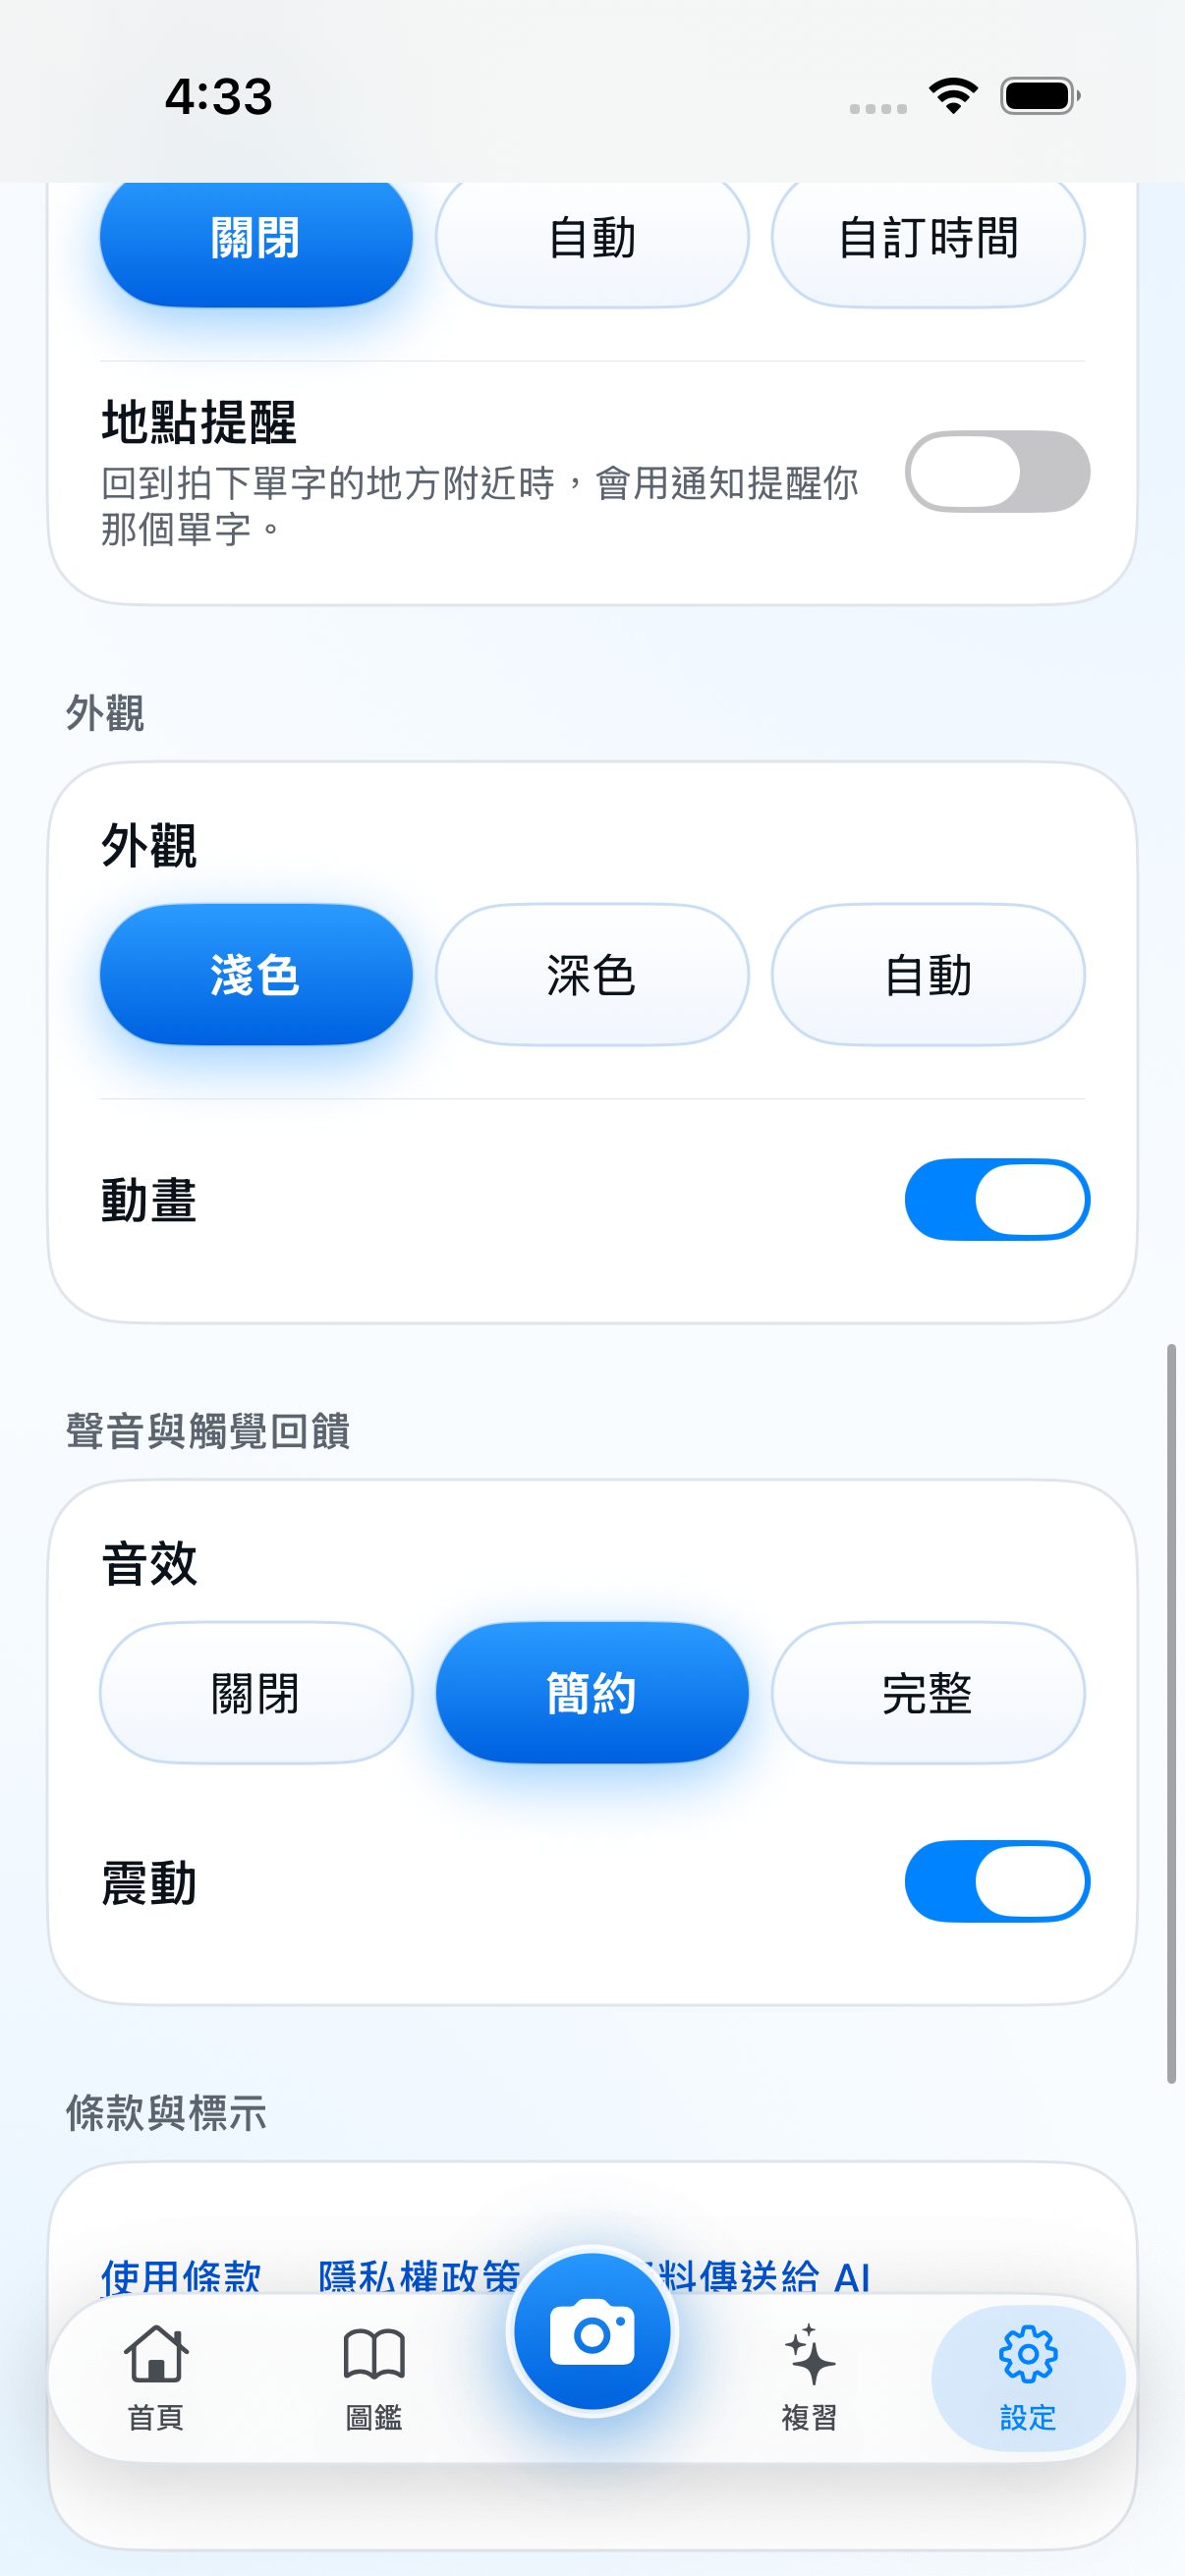 4:33
關閉 自動 自訂時間
地點提醒
回到拍下單字的地方附近時，會用通知提醒你
那個單字。
外觀
外觀
淺色 深色 自動
動畫
聲音與觸覺回饋
音效
關閉 簡約 完整
震動
條款與標示
使用條款 隱私權政策 料傳送給 AI
首頁 圖鑑 複習 設定